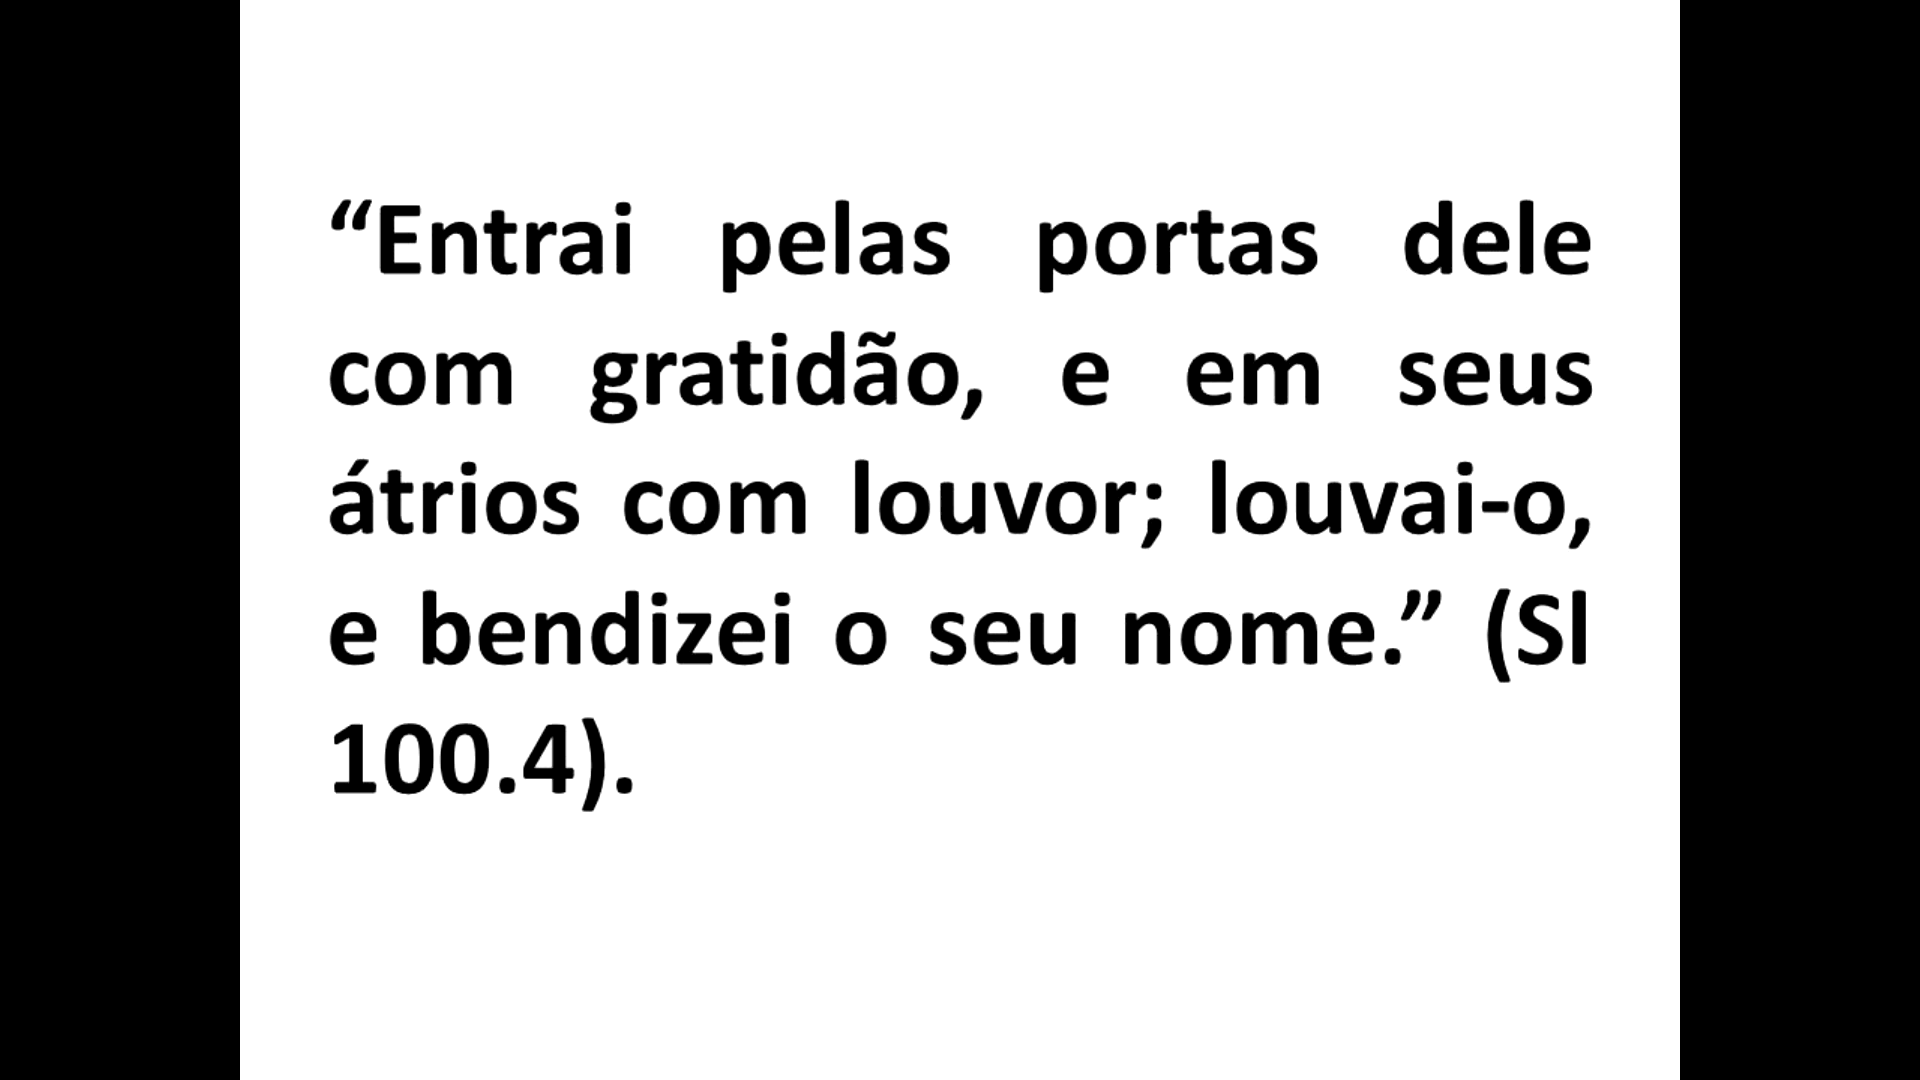 “Entrai pelas portas dele
com gratidão, e em seus
átrios com louvor; louvai-o,
e bendizei o seu nome.” (Sl
100.4).